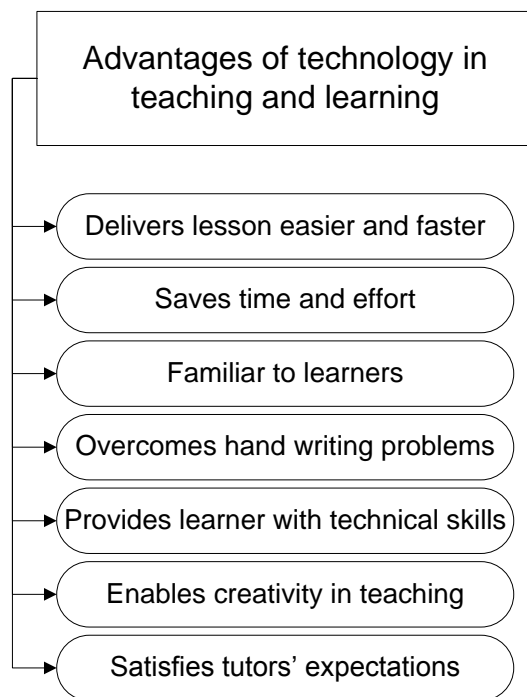 Advantages of technology in
teaching and learning
Delivers lesson easier and faster
Saves time and effort
Familiar to learners
Overcomes hand writing problems
Provides learner with technical skills
Enables creativity in teaching
Satisfies tutors’ expectations